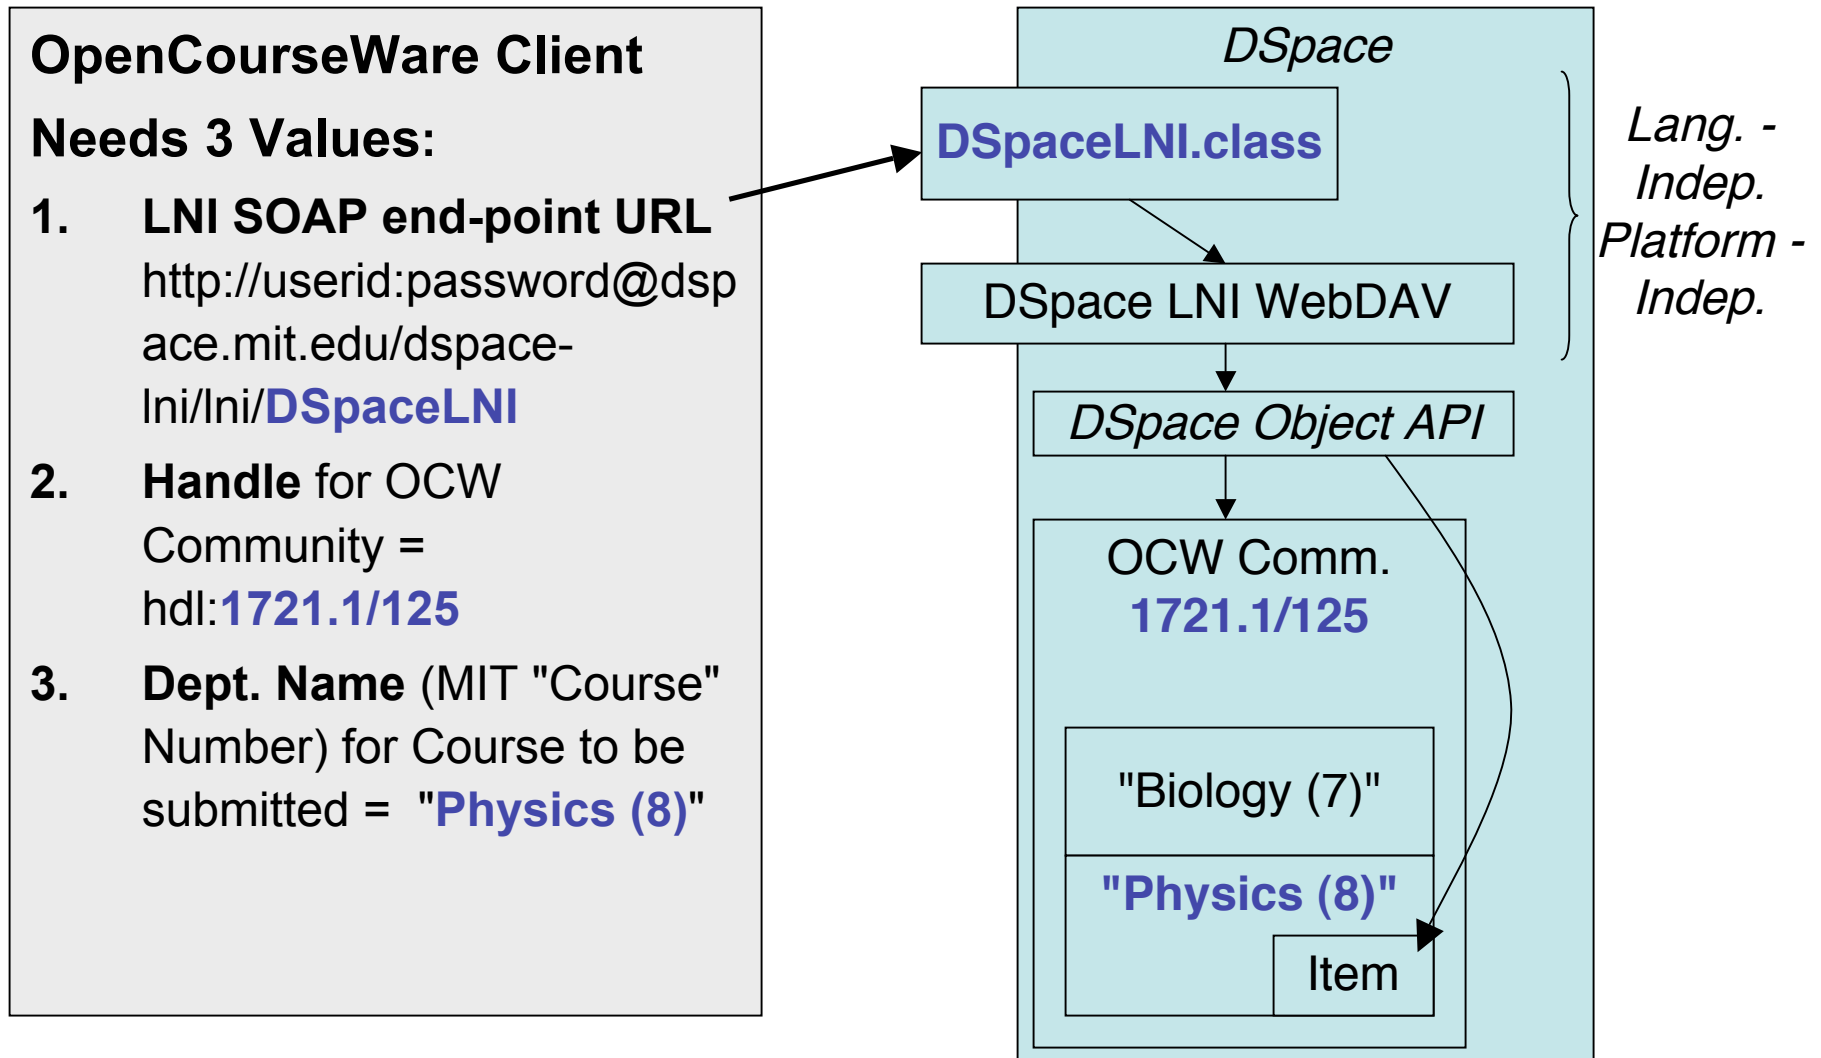 OpenCourseWare Client
Needs 3 Values:
1. LNI SOAP end-point URL
http://userid:password@dsp
ace.mit.edu/dspace-
lni/lni/DSpaceLNI
2. Handle for OCW
Community =
hdl:1721.1/125
3. Dept. Name (MIT "Course"
Number) for Course to be
submitted = "Physics (8)"
DSpace
DSpaceLNI.class
DSpace LNI WebDAV
DSpace Object API
OCW Comm.
1721.1/125
"Biology (7)"
"Physics (8)"
Item
Lang. -
Indep.
Platform -
Indep.